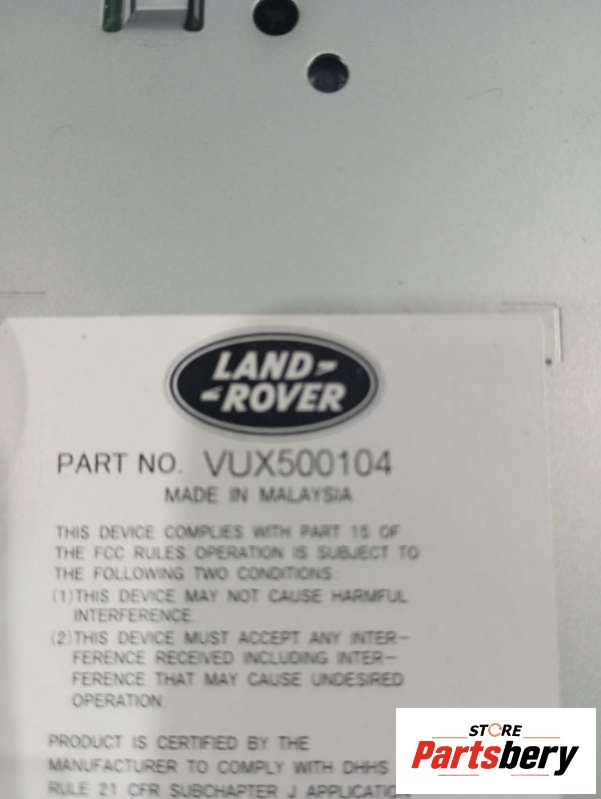 LAND
ROVER
PART NO. VUX500104
MADE IN MALAYSIA
THIS DEVICE COMPLIES WITH PART 15 OF
THE FCC RULES OPERATION IS SUBJECT TO
THE FOLLOWING TWO CONDITIONS:
(1)THIS DEVICE MAY NOT CAUSE HARMFUL
INTERFERENCE.
(2)THIS DEVICE MUST ACCEPT ANY INTER-
FERENCE RECEIVED INCLUDING INTER-
FERENCE THAT MAY CAUSE UNDESIRED
OPERATION.
PRODUCT IS CERTIFIED BY THE
MANUFACTURER TO COMPLY WITH DHHS
RULE 21 CFR SUBCHAPTER J APPLICATION
STORE
Partsbery